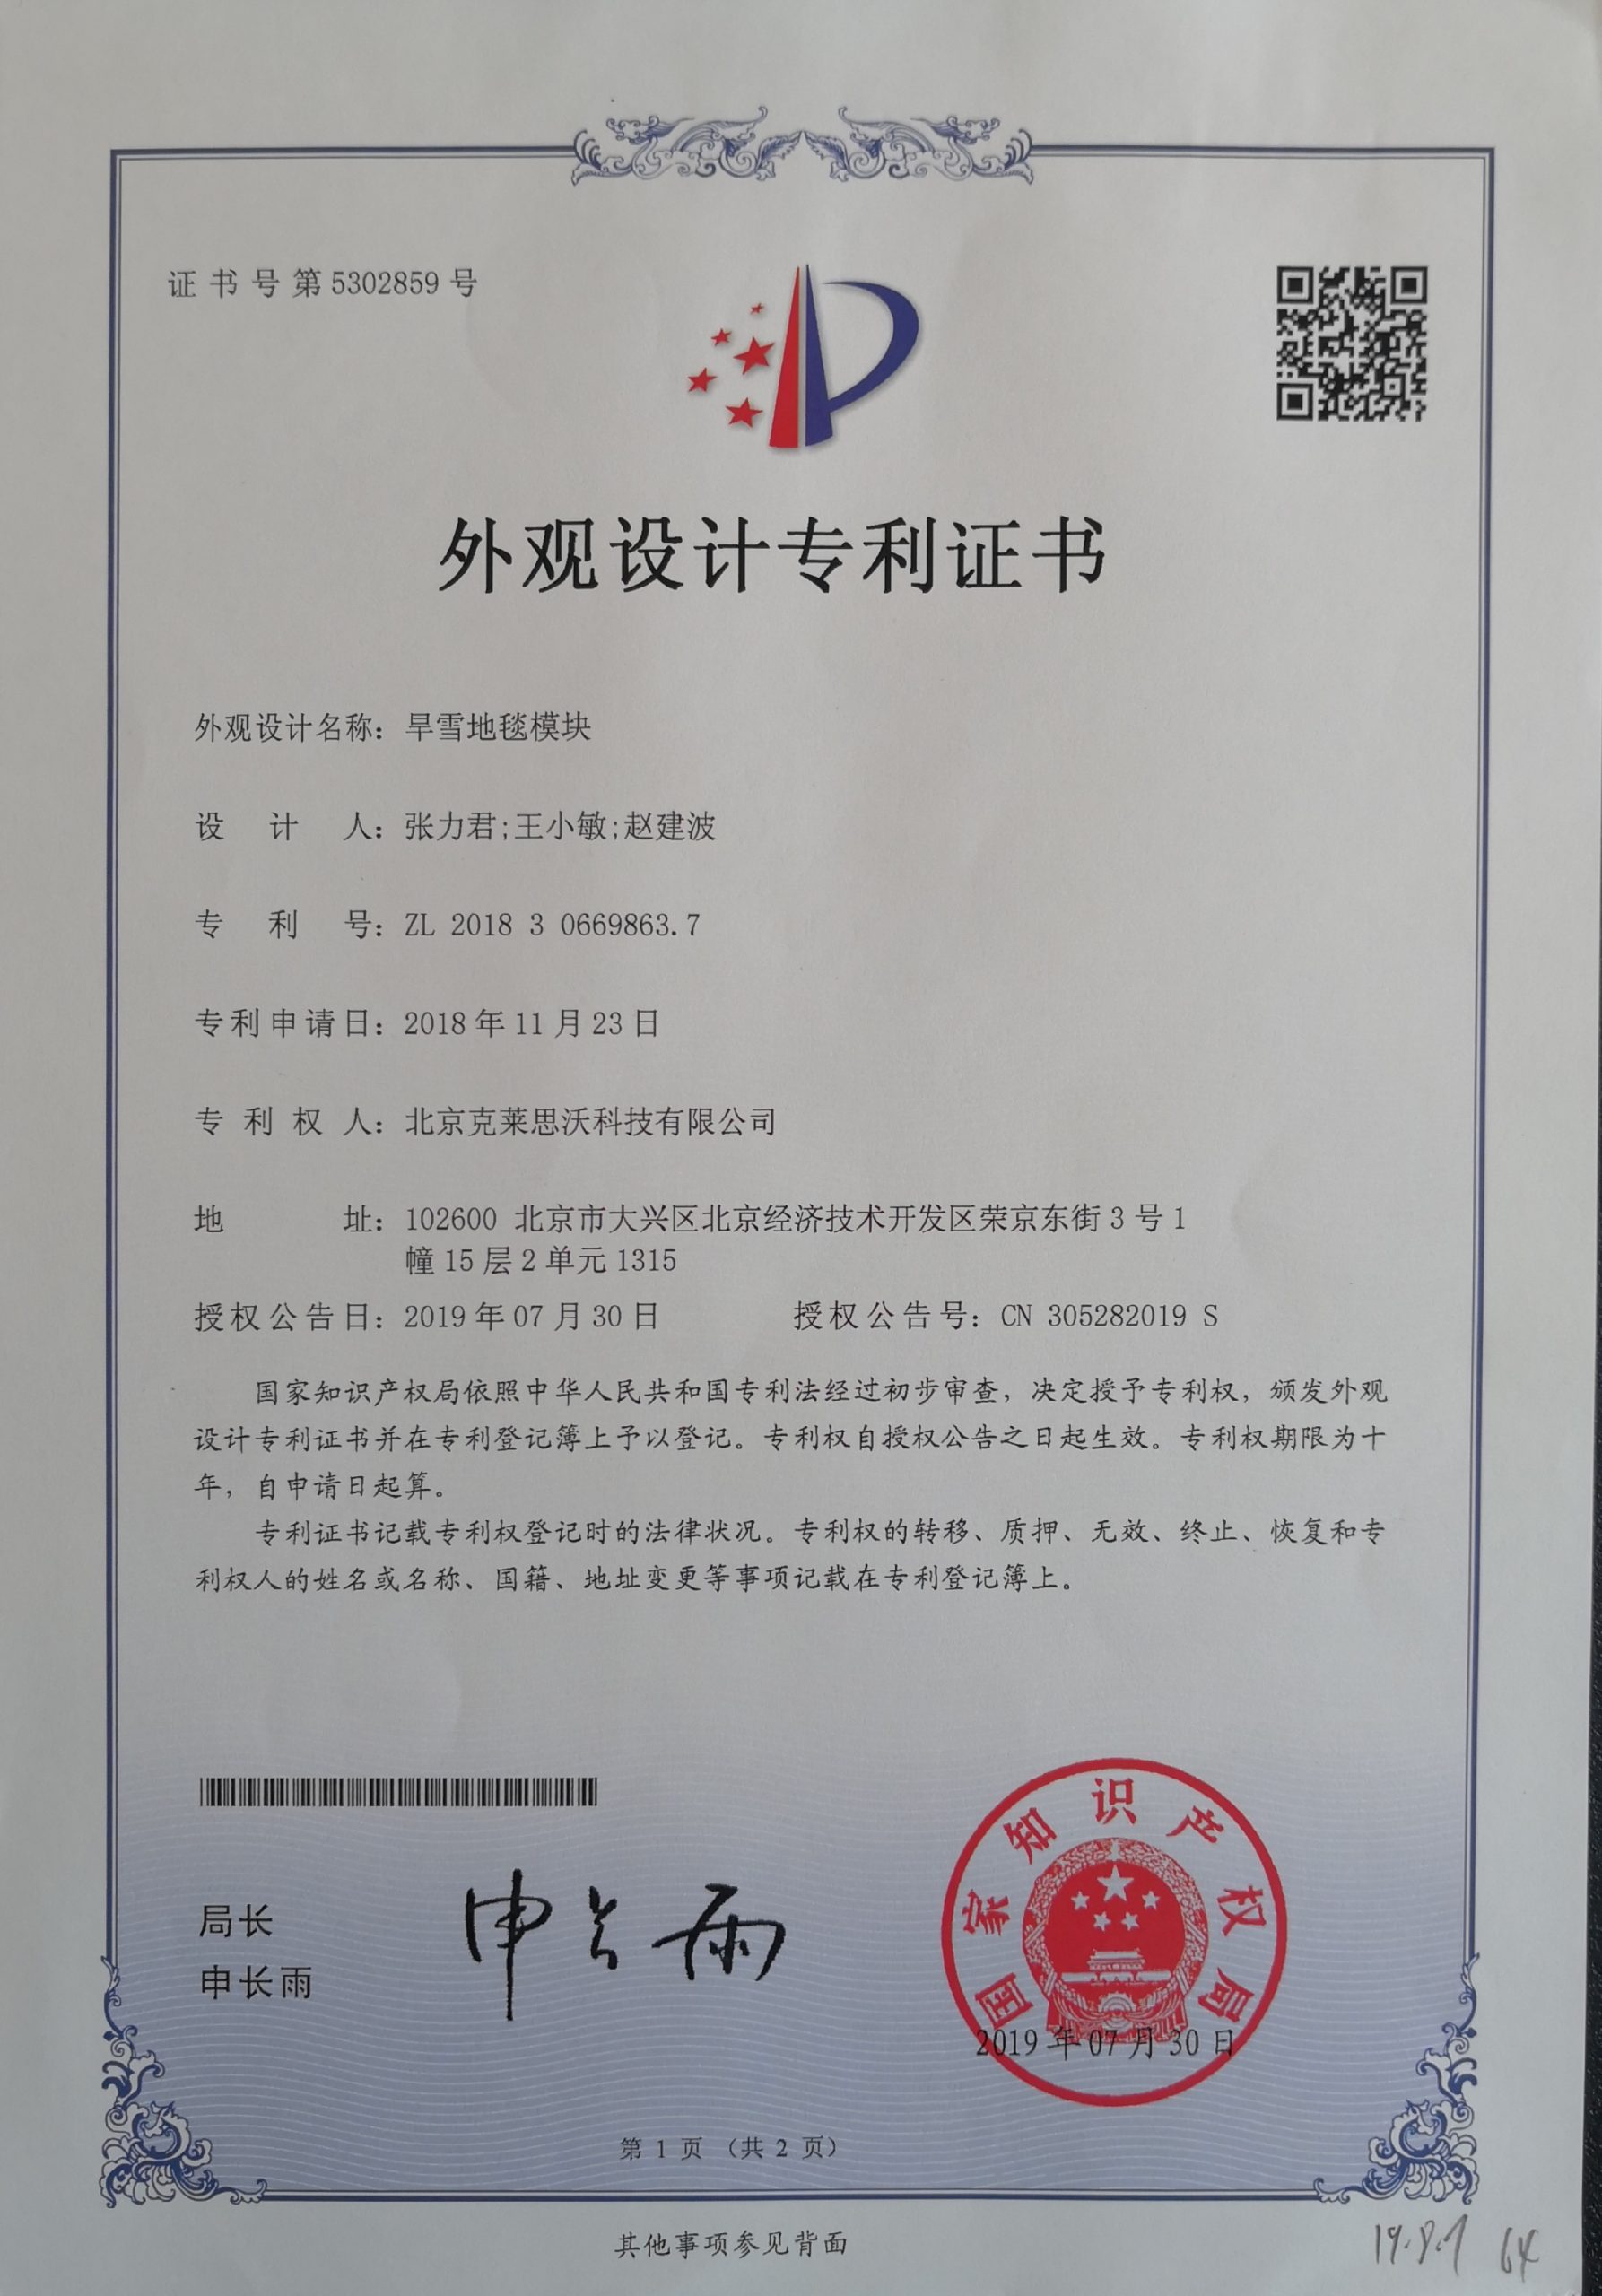 证书号第5302859号
外观设计专利证书
外观设计名称：旱雪地毯模块
设计人：张力君;王小敏;赵建波
专利号：ZL 2018 3 0669863.7
专利申请日：2018年11月23日
专利权人：北京克莱思沃科技有限公司
地址：102600 北京市大兴区北京经济技术开发区荣京东街3号1
幢15层2单元1315
授权公告日：2019年07月30日 授权公告号：CN 305282019 S
国家知识产权局依照中华人民共和国专利法经过初步审查，决定授予专利权，颁发外观
设计专利证书并在专利登记簿上予以登记。专利权自授权公告之日起生效。专利权期限为十
年，自申请日起算。
专利证书记载专利权登记时的法律状况。专利权的转移、质押、无效、终止、恢复和专
利权人的姓名或名称、国籍、地址变更等事项记载在专利登记簿上。
局长
申长雨
申长雨
国家知识产权局
2019年07月30日
第 1 页 （共 2 页）
其他事项参见背面
19.8.1 64